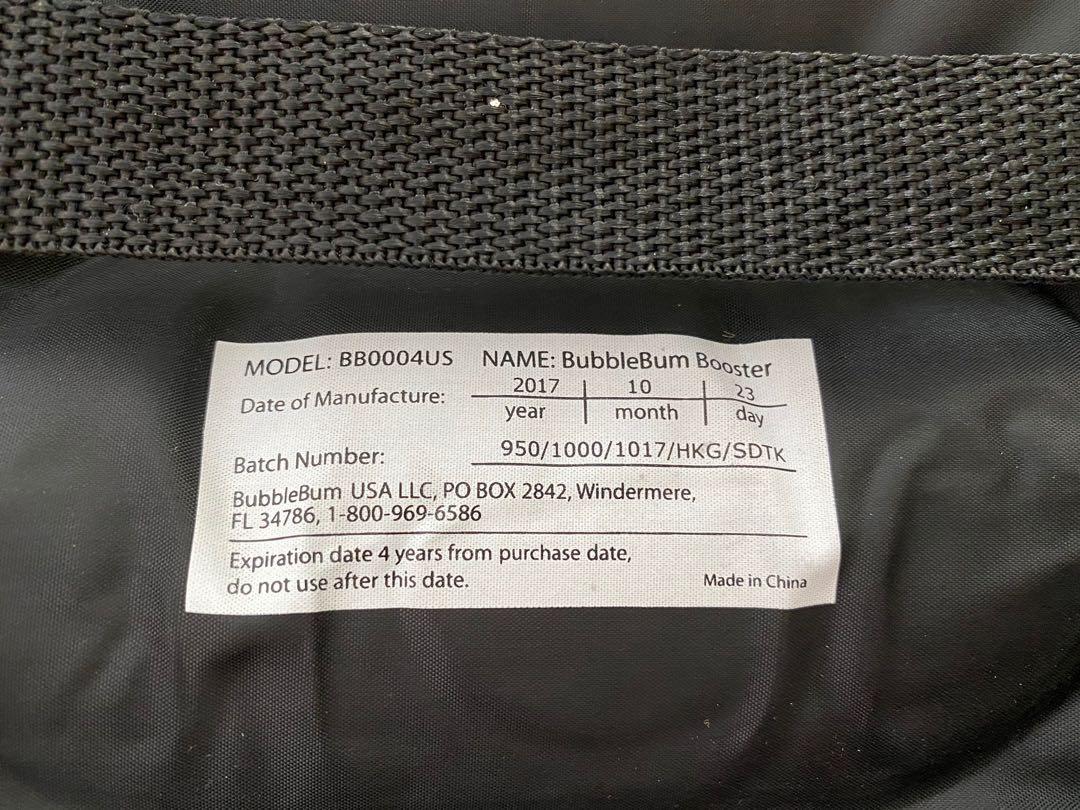 MODEL: BB0004US NAME: BubbleBum Booster
2017 10 23
Date of Manufacture:
year month day
Batch Number: 950/1000/1017/HKG/SDTK
BubbleBum USA LLC, PO BOX 2842, Windermere,
FL 34786, 1-800-969-6586
Expiration date 4 years from purchase date,
do not use after this date.
Made in China